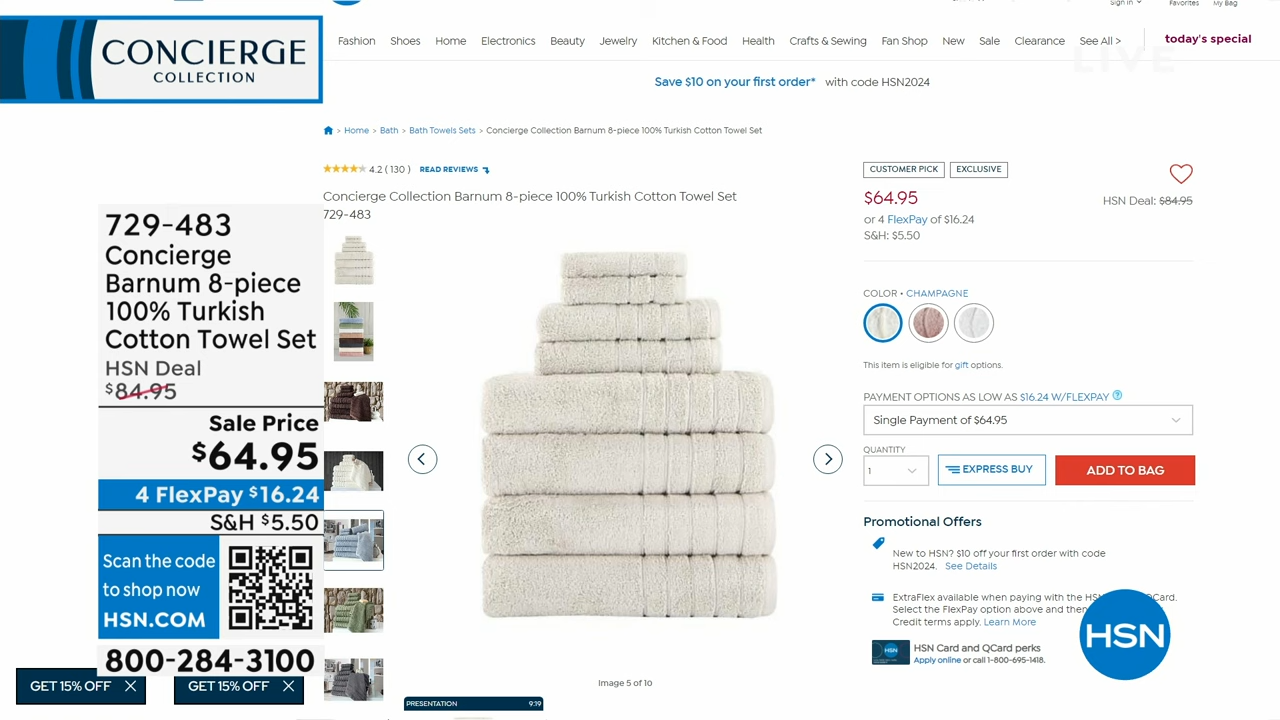 Sign in
Favorites
My Bag
CONCIERGE
COLLECTION
Fashion Shoes Home Electronics Beauty Jewelry Kitchen & Food Health Crafts & Sewing Fan Shop New Sale Clearance See All > today's special
LIVE
Save $10 on your first order* with code HSN2024
> Home > Bath > Bath Towels Sets > Concierge Collection Barnum 8-piece 100% Turkish Cotton Towel Set
4.2 ( 130 ) READ REVIEWS
Concierge Collection Barnum 8-piece 100% Turkish Cotton Towel Set
729-483
729-483
Concierge
Barnum 8-piece
100% Turkish
Cotton Towel Set
HSN Deal
$84.95
Sale Price
$64.95
4 FlexPay $16.24
S&H $5.50
Scan the code
to shop now
HSN.COM
800-284-3100
GET 15% OFF X
GET 15% OFF X
Image 5 of 10
PRESENTATION 9:19
CUSTOMER PICK EXCLUSIVE
$64.95
HSN Deal: $84.95
or 4 FlexPay of $16.24
S&H: $5.50
COLOR • CHAMPAGNE
This item is eligible for gift options.
PAYMENT OPTIONS AS LOW AS $16.24 W/FLEXPAY ?
Single Payment of $64.95
QUANTITY
1
EXPRESS BUY
ADD TO BAG
Promotional Offers
New to HSN? $10 off your first order with code
HSN2024. See Details
ExtraFlex available when paying with the HSN QCard.
Select the FlexPay option above and then
Credit terms apply. Learn More
HSN
HSN Card and QCard perks
Apply online or call 1-800-695-1418.
HSN